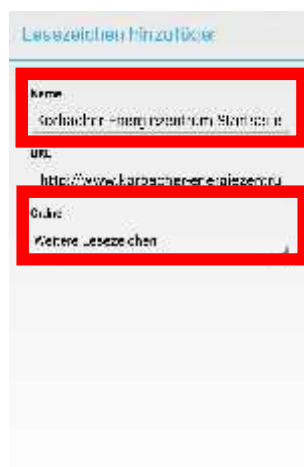 Lesezeichen hinzufügen
Name
Korbacher Energiezentrum Startseite
URL
http://www.korbacher-energiezentru
Ordner
Weitere Lesezeichen